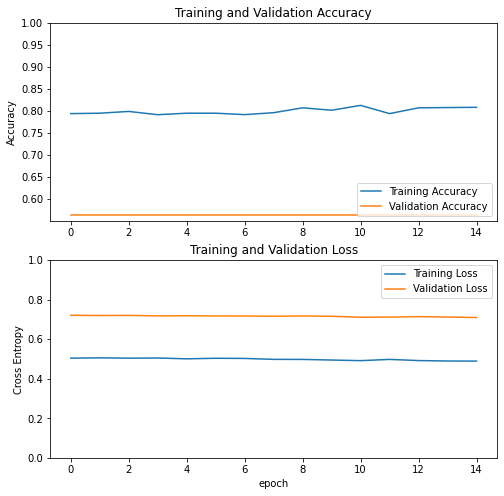 Training and Validation Accuracy
1.00
0.95
0.90
0.85
0.80
0.75
0.70
0.65
0.60
Accuracy
Training Accuracy
Validation Accuracy
0 2 4 6 8 10 12 14
Training and Validation Loss
1.0
0.8
0.6
0.4
0.2
0.0
Cross Entropy
Training Loss
Validation Loss
0 2 4 6 8 10 12 14
epoch